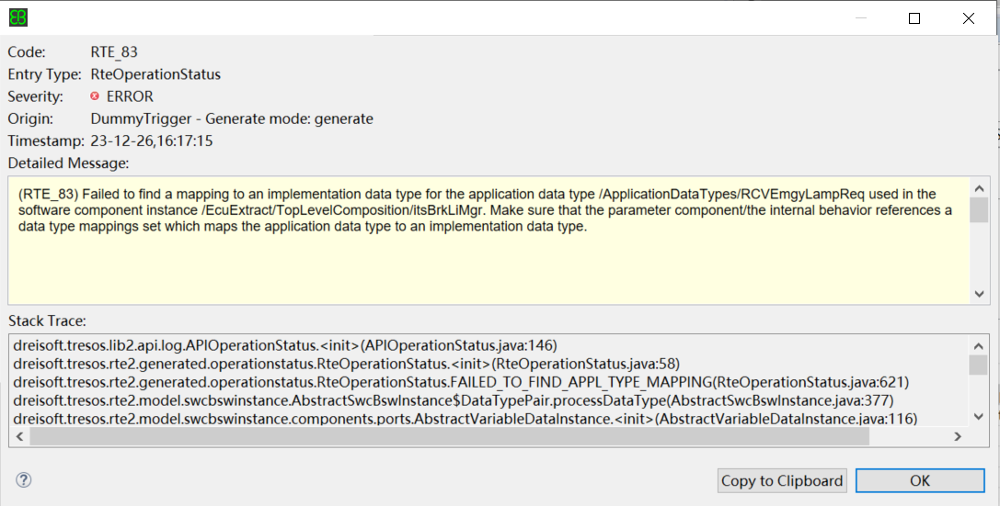 EB
Code: RTE_83
Entry Type: RteOperationStatus
Severity: ERROR
Origin: DummyTrigger - Generate mode: generate
Timestamp: 23-12-26,16:17:15
Detailed Message:
(RTE_83) Failed to find a mapping to an implementation data type for the application data type /ApplicationDataTypes/RCVEmgyLampReq used in the
software component instance /EcuExtract/TopLevelComposition/itsBrkLiMgr. Make sure that the parameter component/the internal behavior references a
data type mappings set which maps the application data type to an implementation data type.
Stack Trace:
dreisoft.tresos.lib2.api.log.APIOperationStatus.<init>(APIOperationStatus.java:146)
dreisoft.tresos.rte2.generated.operationstatus.RteOperationStatus.<init>(RteOperationStatus.java:58)
dreisoft.tresos.rte2.generated.operationstatus.RteOperationStatus.FAILED_TO_FIND_APPL_TYPE_MAPPING(RteOperationStatus.java:621)
dreisoft.tresos.rte2.model.swcbswinstance.AbstractSwcBswInstance$DataTypePair.processDataType(AbstractSwcBswInstance.java:377)
dreisoft.tresos.rte2.model.swcbswinstance.components.ports.AbstractVariableDataInstance.<init>(AbstractVariableDataInstance.java:116)
? Copy to Clipboard OK